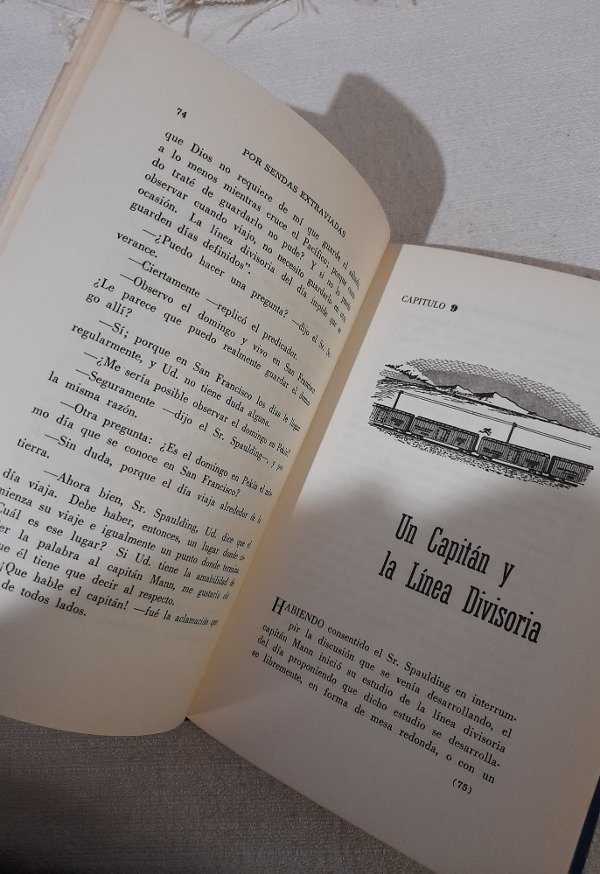 74
POR SENDAS EXTRAVIADAS
que Dios no requiere de mí que guarde el sábado,
a lo menos mientras cruce el Pacífico, porque cuan-
do traté de guardarlo no pude? Y si no lo puedo
observar cuando viajo, no necesito guardarlo en otra
ocasión. La línea divisoria del día impide que se
guarden días definidos".
—¿Puedo hacer una pregunta? —dijo el Sr. Se-
verance.
—Ciertamente —replicó el predicador.
—Observo el domingo y vivo en San Francisco.
¿Le parece que puedo realmente guardar el domin-
go allí?
—Sí; porque en San Francisco los días le llegan
regularmente, y Ud. no tiene duda alguna.
—¿Me sería posible observar el domingo en Pekín?
—Seguramente —dijo el Sr. Spaulding—, y por
la misma razón.
—Otra pregunta: ¿Es el domingo en Pekín el mis-
mo día que se conoce en San Francisco?
—Sin duda, porque el día viaja alrededor de la
tierra.
—Ahora bien, Sr. Spaulding, Ud. dice que el
día viaja. Debe haber, entonces, un lugar donde co-
mienza su viaje e igualmente un punto donde termina
Cuál es ese lugar? Si Ud. tiene la amabilidad de
er la palabra al capitán Mann, me gustaría oír
ue él tiene que decir al respecto.
¡Que hable el capitán! —fué la aclamación que
de todos lados.
CAPITULO 9
Un Capitán y
la Línea Divisoria
HABIENDO consentido el Sr. Spaulding en interrum-
pir la discusión que se venía desarrollando, el
capitán Mann inició su estudio de la línea divisoria
del día proponiendo que dicho estudio se desarrolla-
se libremente, en forma de mesa redonda, o con un
(75)